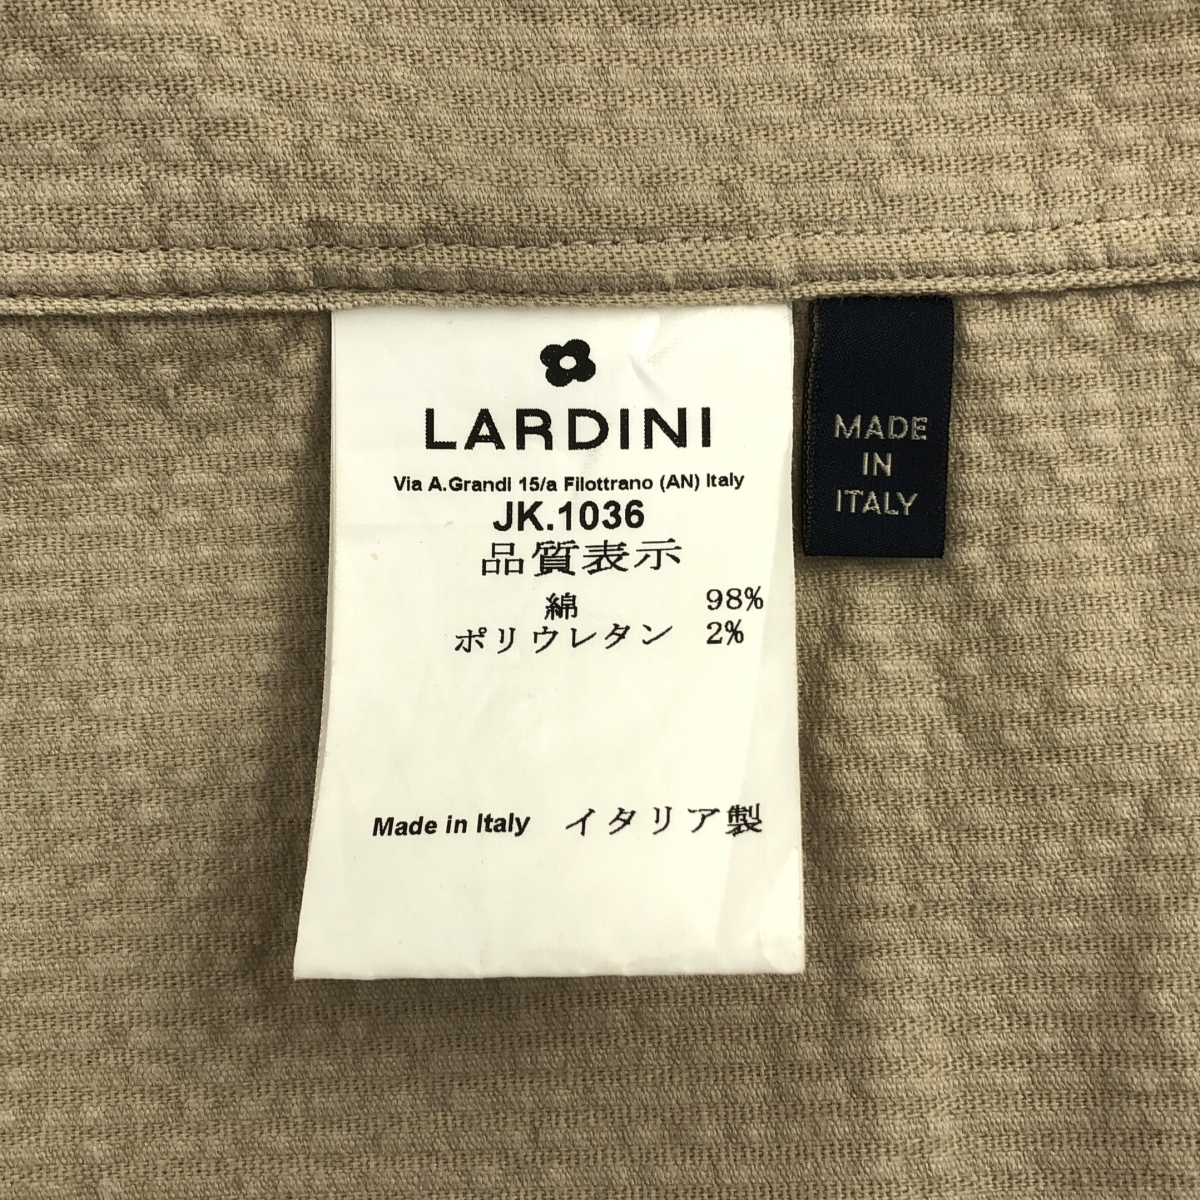 LARDINI
Via A.Grandi 15/a Filottrano (AN) Italy
JK.1036
品質表示
綿 98%
ポリウレタン 2%
Made in Italy イタリア製
MADE
IN
ITALY